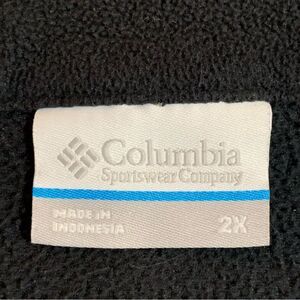 Columbia
Sportswear Company
MADE IN
INDONESIA
2X